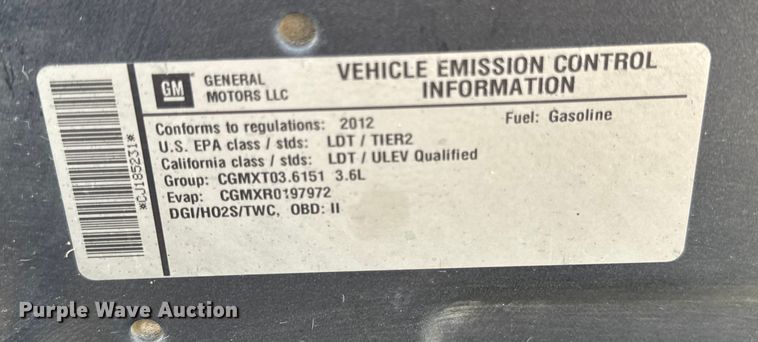 GM
GENERAL
MOTORS LLC
VEHICLE EMISSION CONTROL
INFORMATION
Conforms to regulations: 2012
Fuel: Gasoline
U.S. EPA class / stds: LDT / TIER2
California class / stds: LDT / ULEV Qualified
Group: CGMXT03.6151 3.6L
Evap: CGMXR0197972
DGI/HO2S/TWC, OBD: II
*CJ185231*
Purple Wave Auction